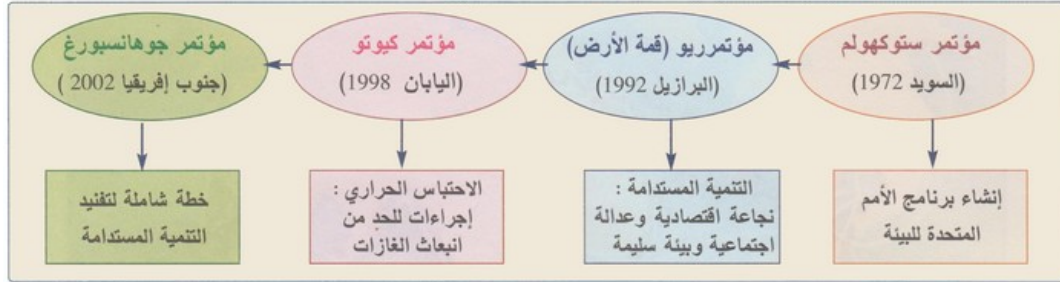 مؤتمر ستوكهولم
(السويد 1972)
مؤتمرريو (قمة الأرض)
(البرازيل 1992)
مؤتمر كيوتو
(اليابان 1998)
مؤتمر جوهانسبورغ
(جنوب إفريقيا 2002)
إنشاء برنامج الأمم
المتحدة للبيئة
التنمية المستدامة :
نجاعة اقتصادية وعدالة
اجتماعية وبيئة سليمة
الاحتباس الحراري :
إجراءات للحد من
انبعاث الغازات
خطة شاملة لتفنيد
التنمية المستدامة